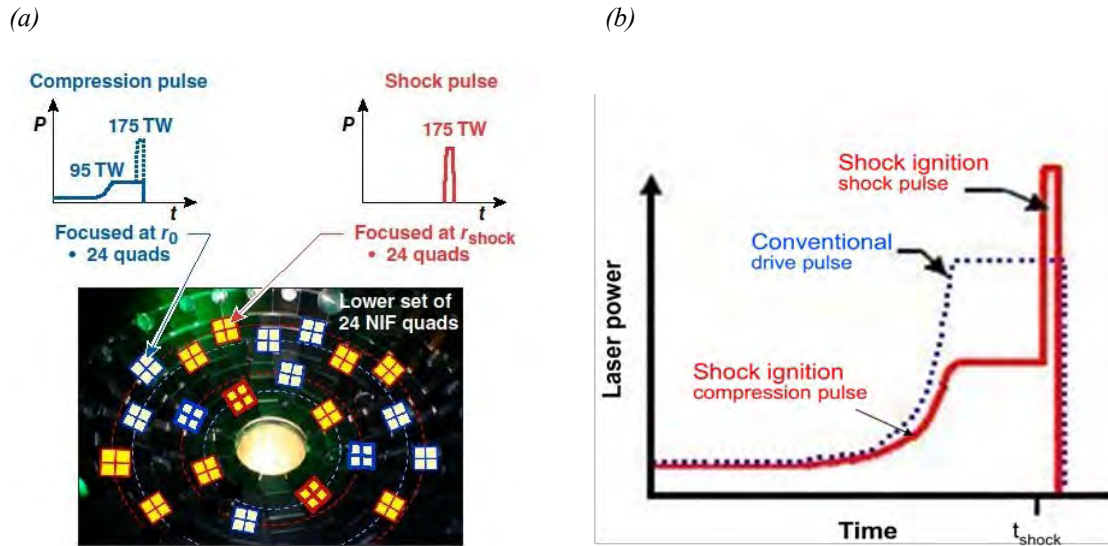 (a)
Compression pulse
P
175 TW
95 TW
t
Focused at r0
• 24 quads
Shock pulse
P
175 TW
t
Focused at rshock
• 24 quads
Lower set of
24 NIF quads
(b)
Laser power
Shock ignition
shock pulse
Conventional
drive pulse
Shock ignition
compression pulse
Time
tshock